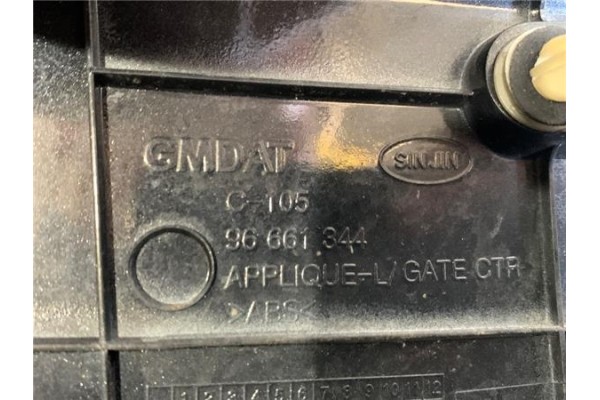 GMDAT SINJIN
C-105
96 661 344
APPLIQUE-L/GATE CTR
>ABS<
1 2 3 4 5 6 7 8 9 10 11 12